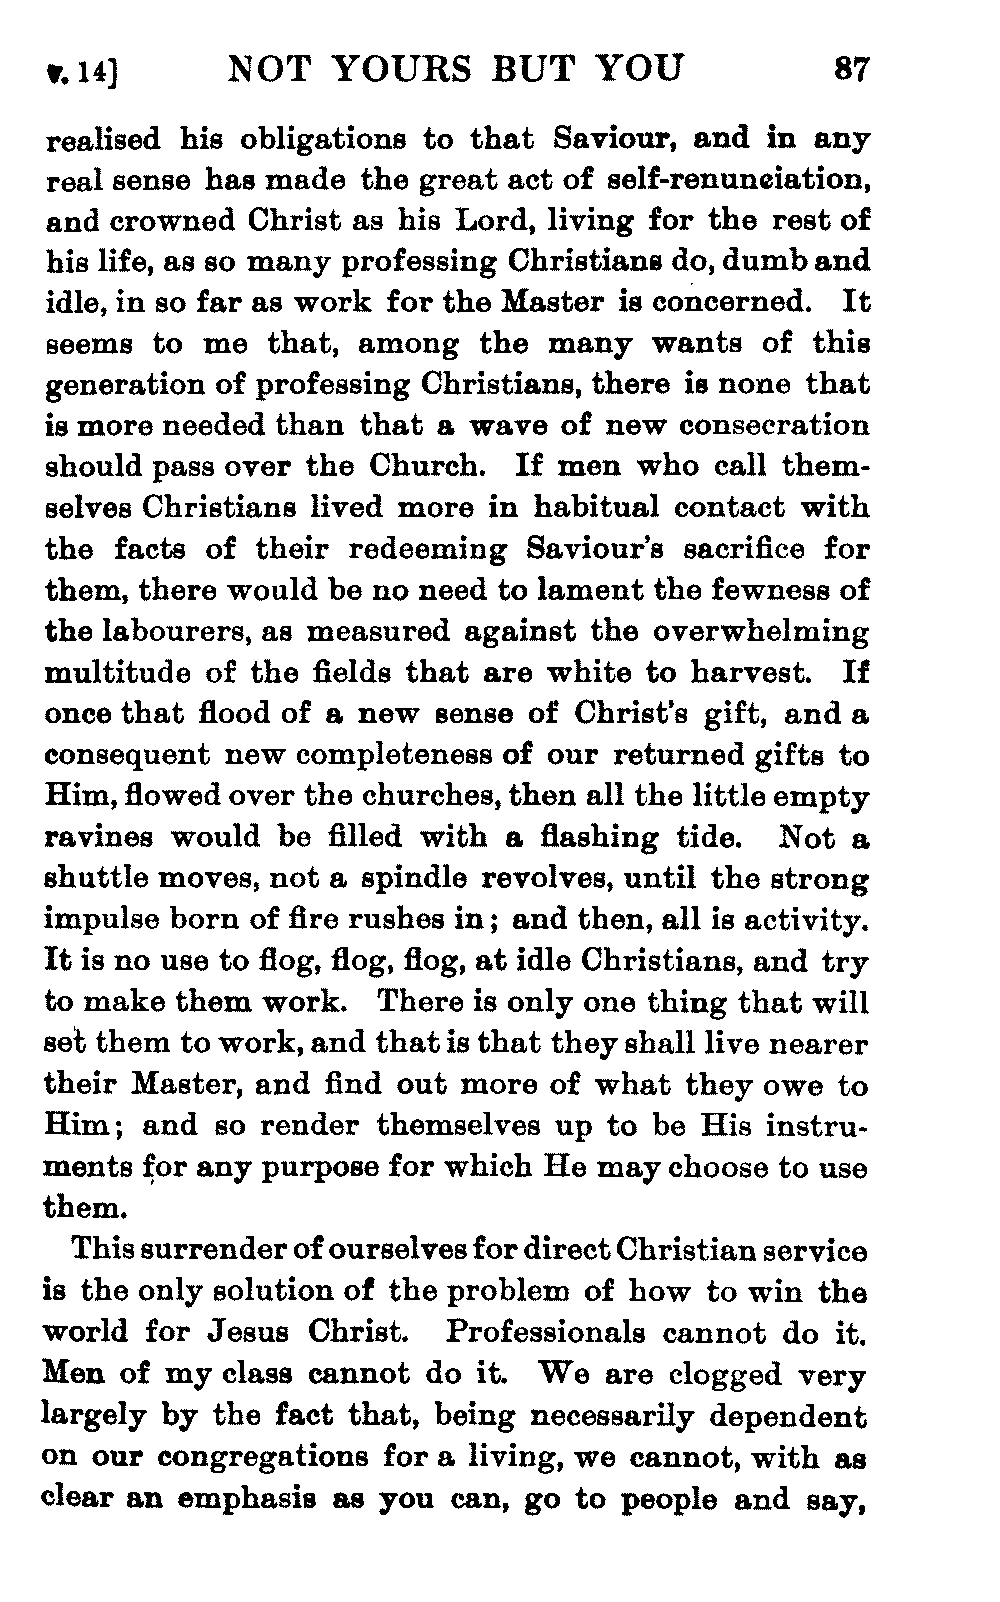 v. 14] NOT YOURS BUT YOU 87
realised his obligations to that Saviour, and in any
real sense has made the great act of self-renunciation,
and crowned Christ as his Lord, living for the rest of
his life, as so many professing Christians do, dumb and
idle, in so far as work for the Master is concerned. It
seems to me that, among the many wants of this
generation of professing Christians, there is none that
is more needed than that a wave of new consecration
should pass over the Church. If men who call them-
selves Christians lived more in habitual contact with
the facts of their redeeming Saviour's sacrifice for
them, there would be no need to lament the fewness of
the labourers, as measured against the overwhelming
multitude of the fields that are white to harvest. If
once that flood of a new sense of Christ's gift, and a
consequent new completeness of our returned gifts to
Him, flowed over the churches, then all the little empty
ravines would be filled with a flashing tide. Not a
shuttle moves, not a spindle revolves, until the strong
impulse born of fire rushes in; and then, all is activity.
It is no use to flog, flog, flog, at idle Christians, and try
to make them work. There is only one thing that will
set them to work, and that is that they shall live nearer
their Master, and find out more of what they owe to
Him; and so render themselves up to be His instru-
ments for any purpose for which He may choose to use
them.
This surrender of ourselves for direct Christian service
is the only solution of the problem of how to win the
world for Jesus Christ. Professionals cannot do it.
Men of my class cannot do it. We are clogged very
largely by the fact that, being necessarily dependent
on our congregations for a living, we cannot, with as
clear an emphasis as you can, go to people and say,